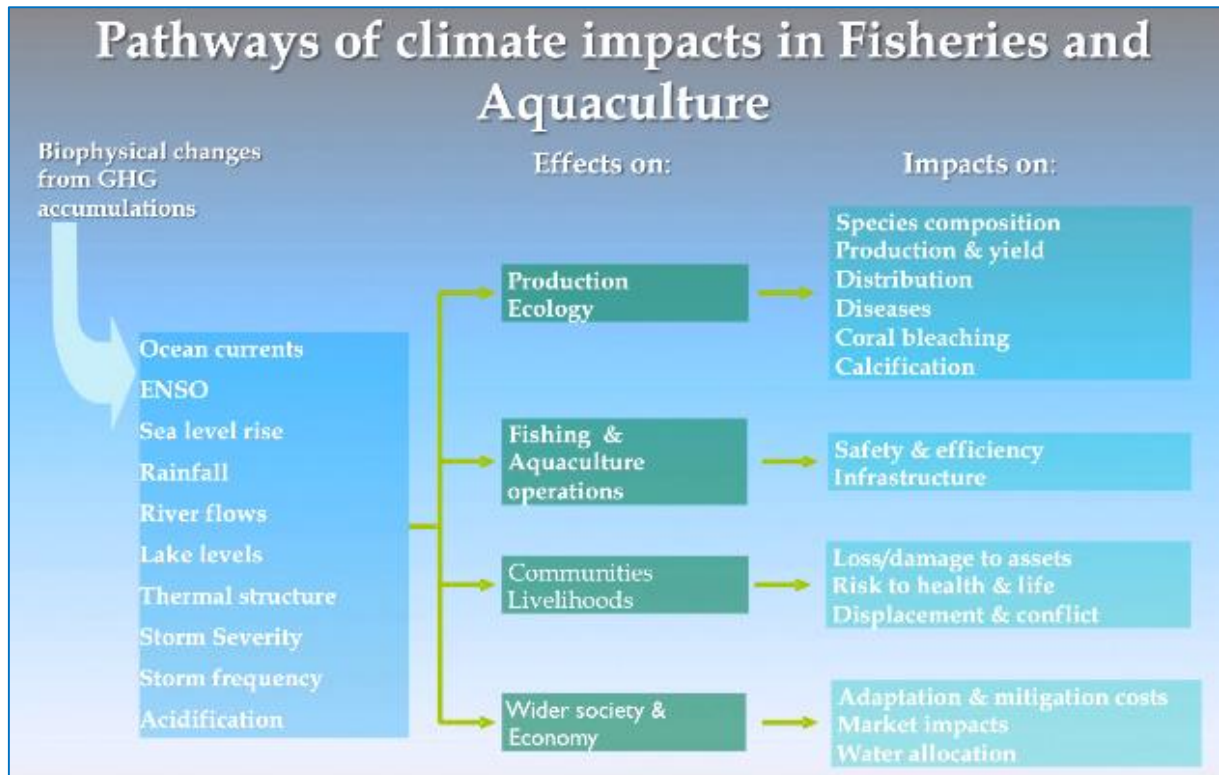 Pathways of climate impacts in Fisheries and
Aquaculture
Biophysical changes
from GHG
accumulations
Effects on:
Impacts on:
Ocean currents
ENSO
Sea level rise
Rainfall
River flows
Lake levels
Thermal structure
Storm Severity
Storm frequency
Acidification
Production
Ecology
Species composition
Production & yield
Distribution
Diseases
Coral bleaching
Calcification
Fishing & 
Aquaculture
operations
Safety & efficiency
Infrastructure
Communities
Livelihoods
Loss/damage to assets
Risk to health & life
Displacement & conflict
Wider society &
Economy
Adaptation & mitigation costs
Market impacts
Water allocation